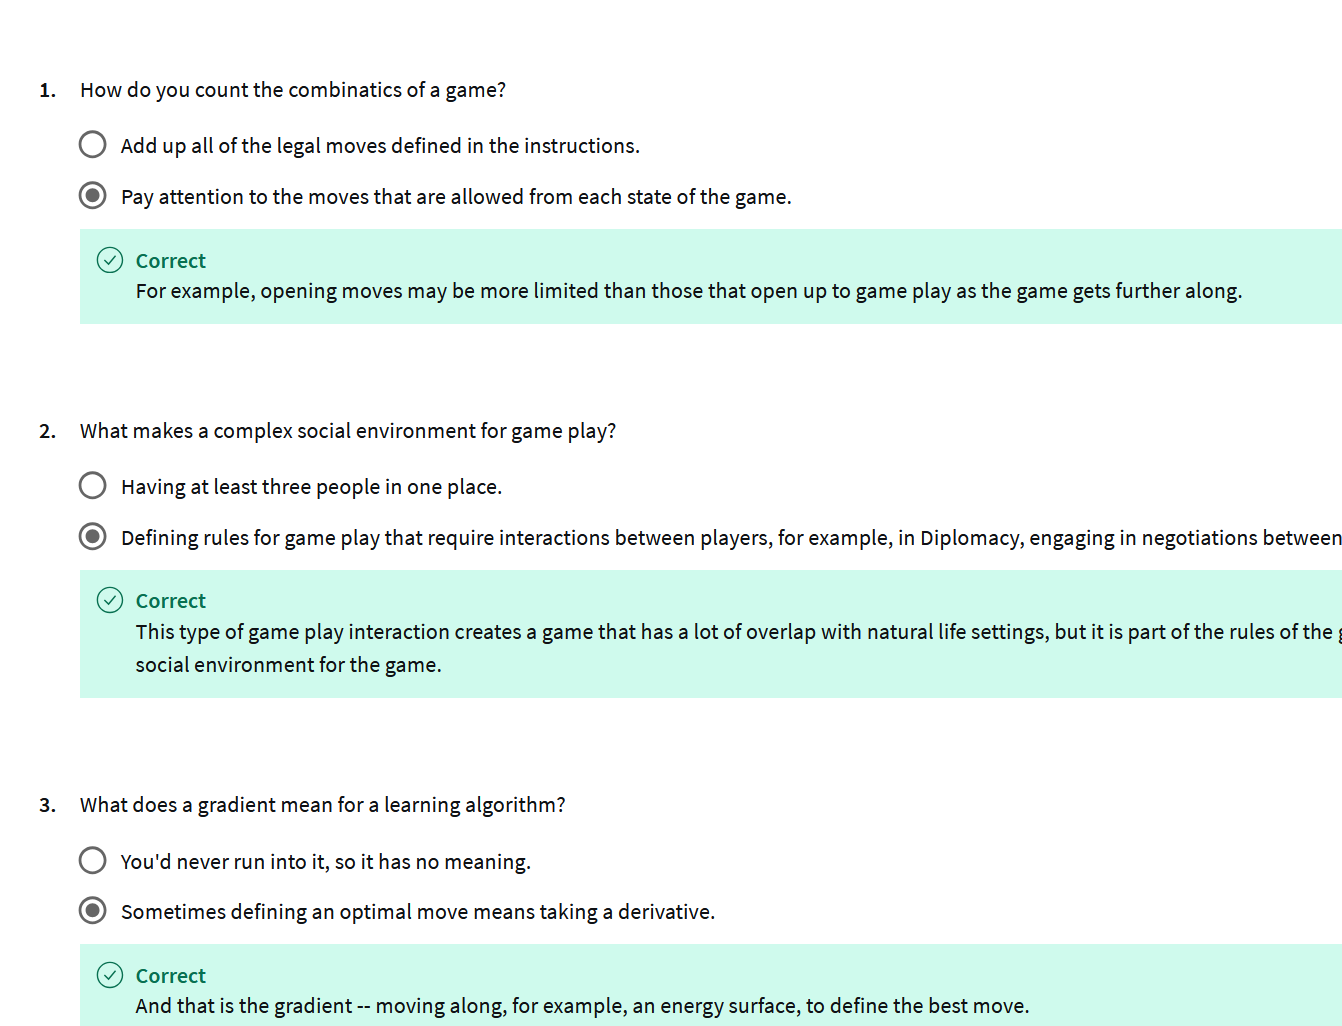 1. How do you count the combinatics of a game?
Add up all of the legal moves defined in the instructions.
Pay attention to the moves that are allowed from each state of the game.
Correct
For example, opening moves may be more limited than those that open up to game play as the game gets further along.
2. What makes a complex social environment for game play?
Having at least three people in one place.
Defining rules for game play that require interactions between players, for example, in Diplomacy, engaging in negotiations between
Correct
This type of game play interaction creates a game that has a lot of overlap with natural life settings, but it is part of the rules of the
social environment for the game.
3. What does a gradient mean for a learning algorithm?
You'd never run into it, so it has no meaning.
Sometimes defining an optimal move means taking a derivative.
Correct
And that is the gradient -- moving along, for example, an energy surface, to define the best move.